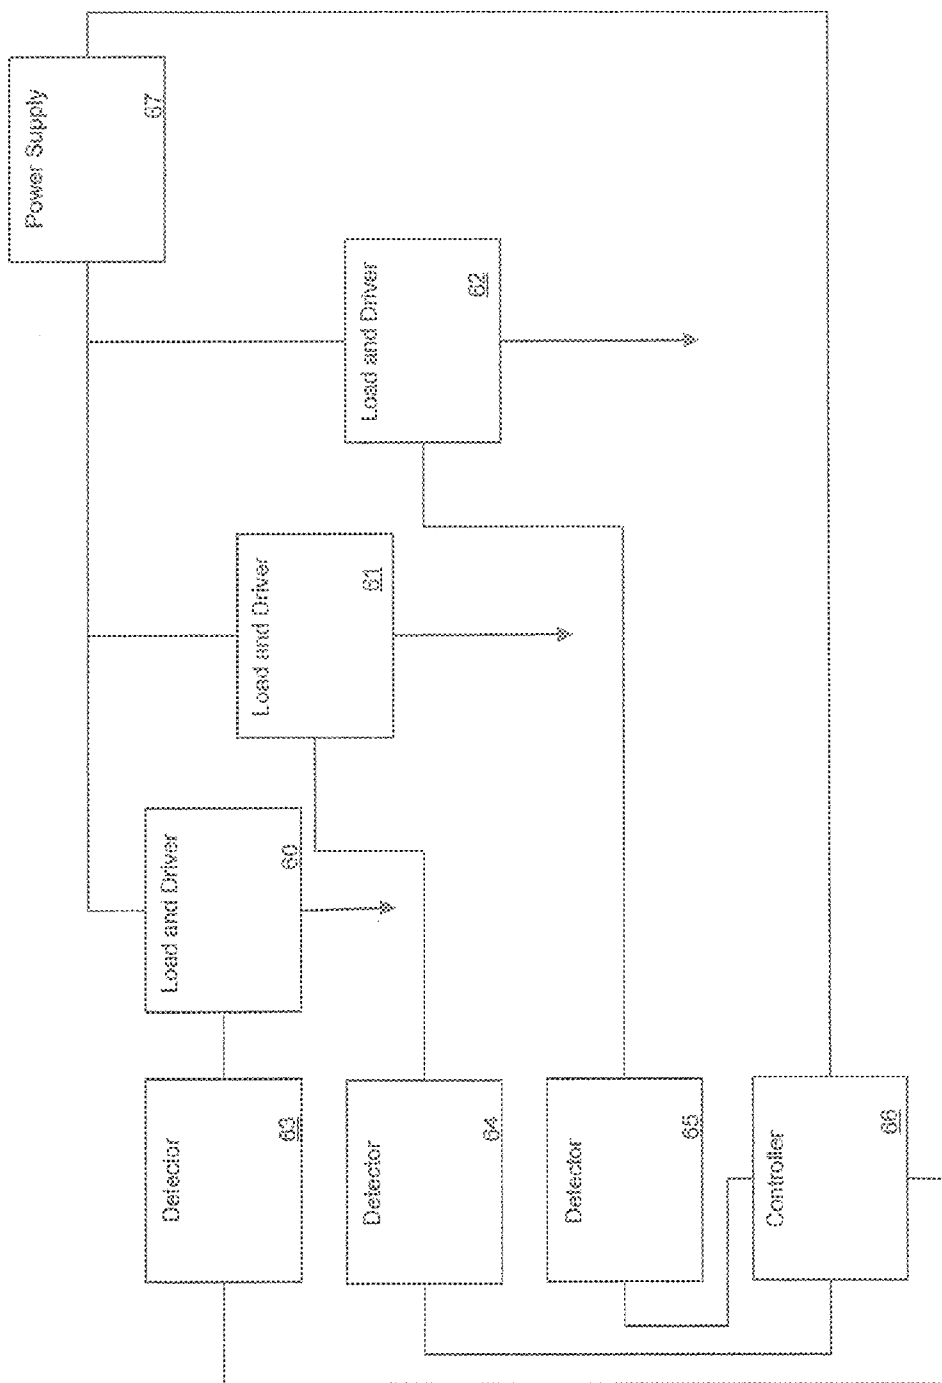 Power Supply
67
Load and Driver
62
Load and Driver
61
Load and Driver
60
Detector
63
Detector
64
Detector
65
Controller
66